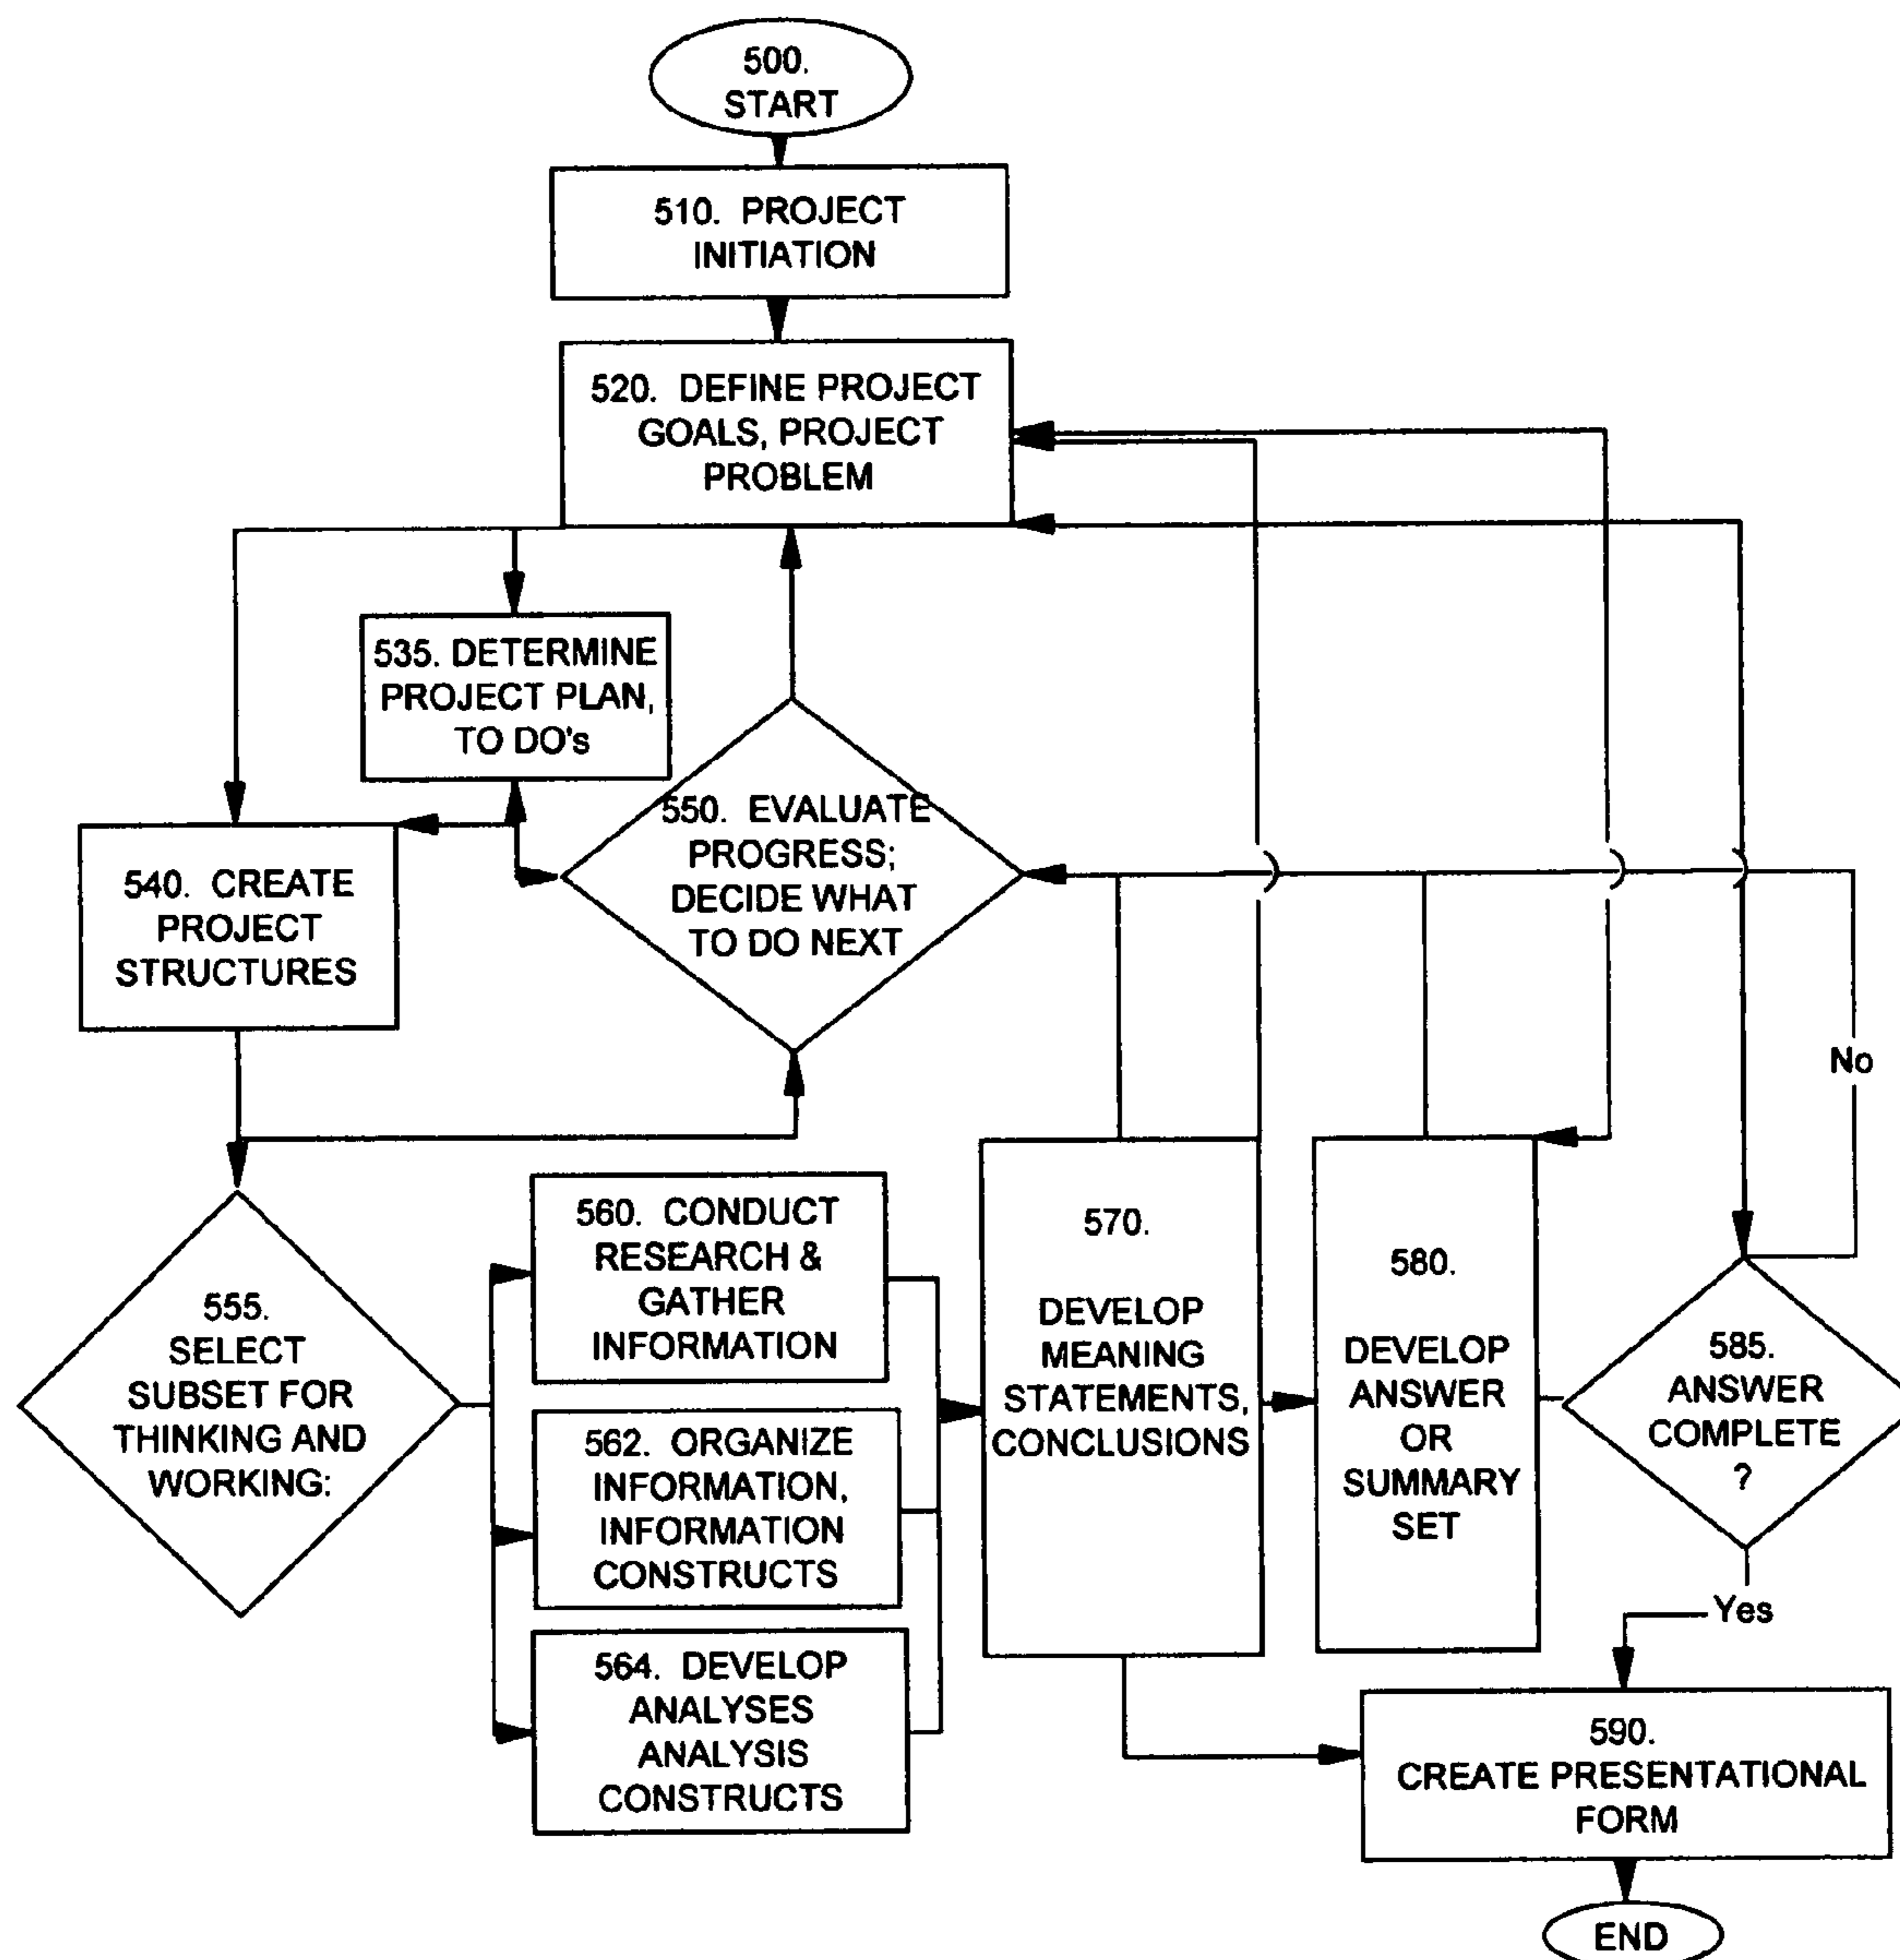 500.
START
510. PROJECT
INITIATION
520. DEFINE PROJECT
GOALS, PROJECT
PROBLEM
535. DETERMINE
PROJECT PLAN,
TO DO's
550. EVALUATE
PROGRESS;
DECIDE WHAT
TO DO NEXT
540. CREATE
PROJECT
STRUCTURES
No
555.
SELECT
SUBSET FOR
THINKING AND
WORKING:
560. CONDUCT
RESEARCH &
GATHER
INFORMATION
562. ORGANIZE
INFORMATION,
INFORMATION
CONSTRUCTS
564. DEVELOP
ANALYSES
ANALYSIS
CONSTRUCTS
570.
DEVELOP
MEANING
STATEMENTS,
CONCLUSIONS
580.
DEVELOP
ANSWER
OR
SUMMARY
SET
585.
ANSWER
COMPLETE
?
Yes
590.
CREATE PRESENTATIONAL
FORM
END